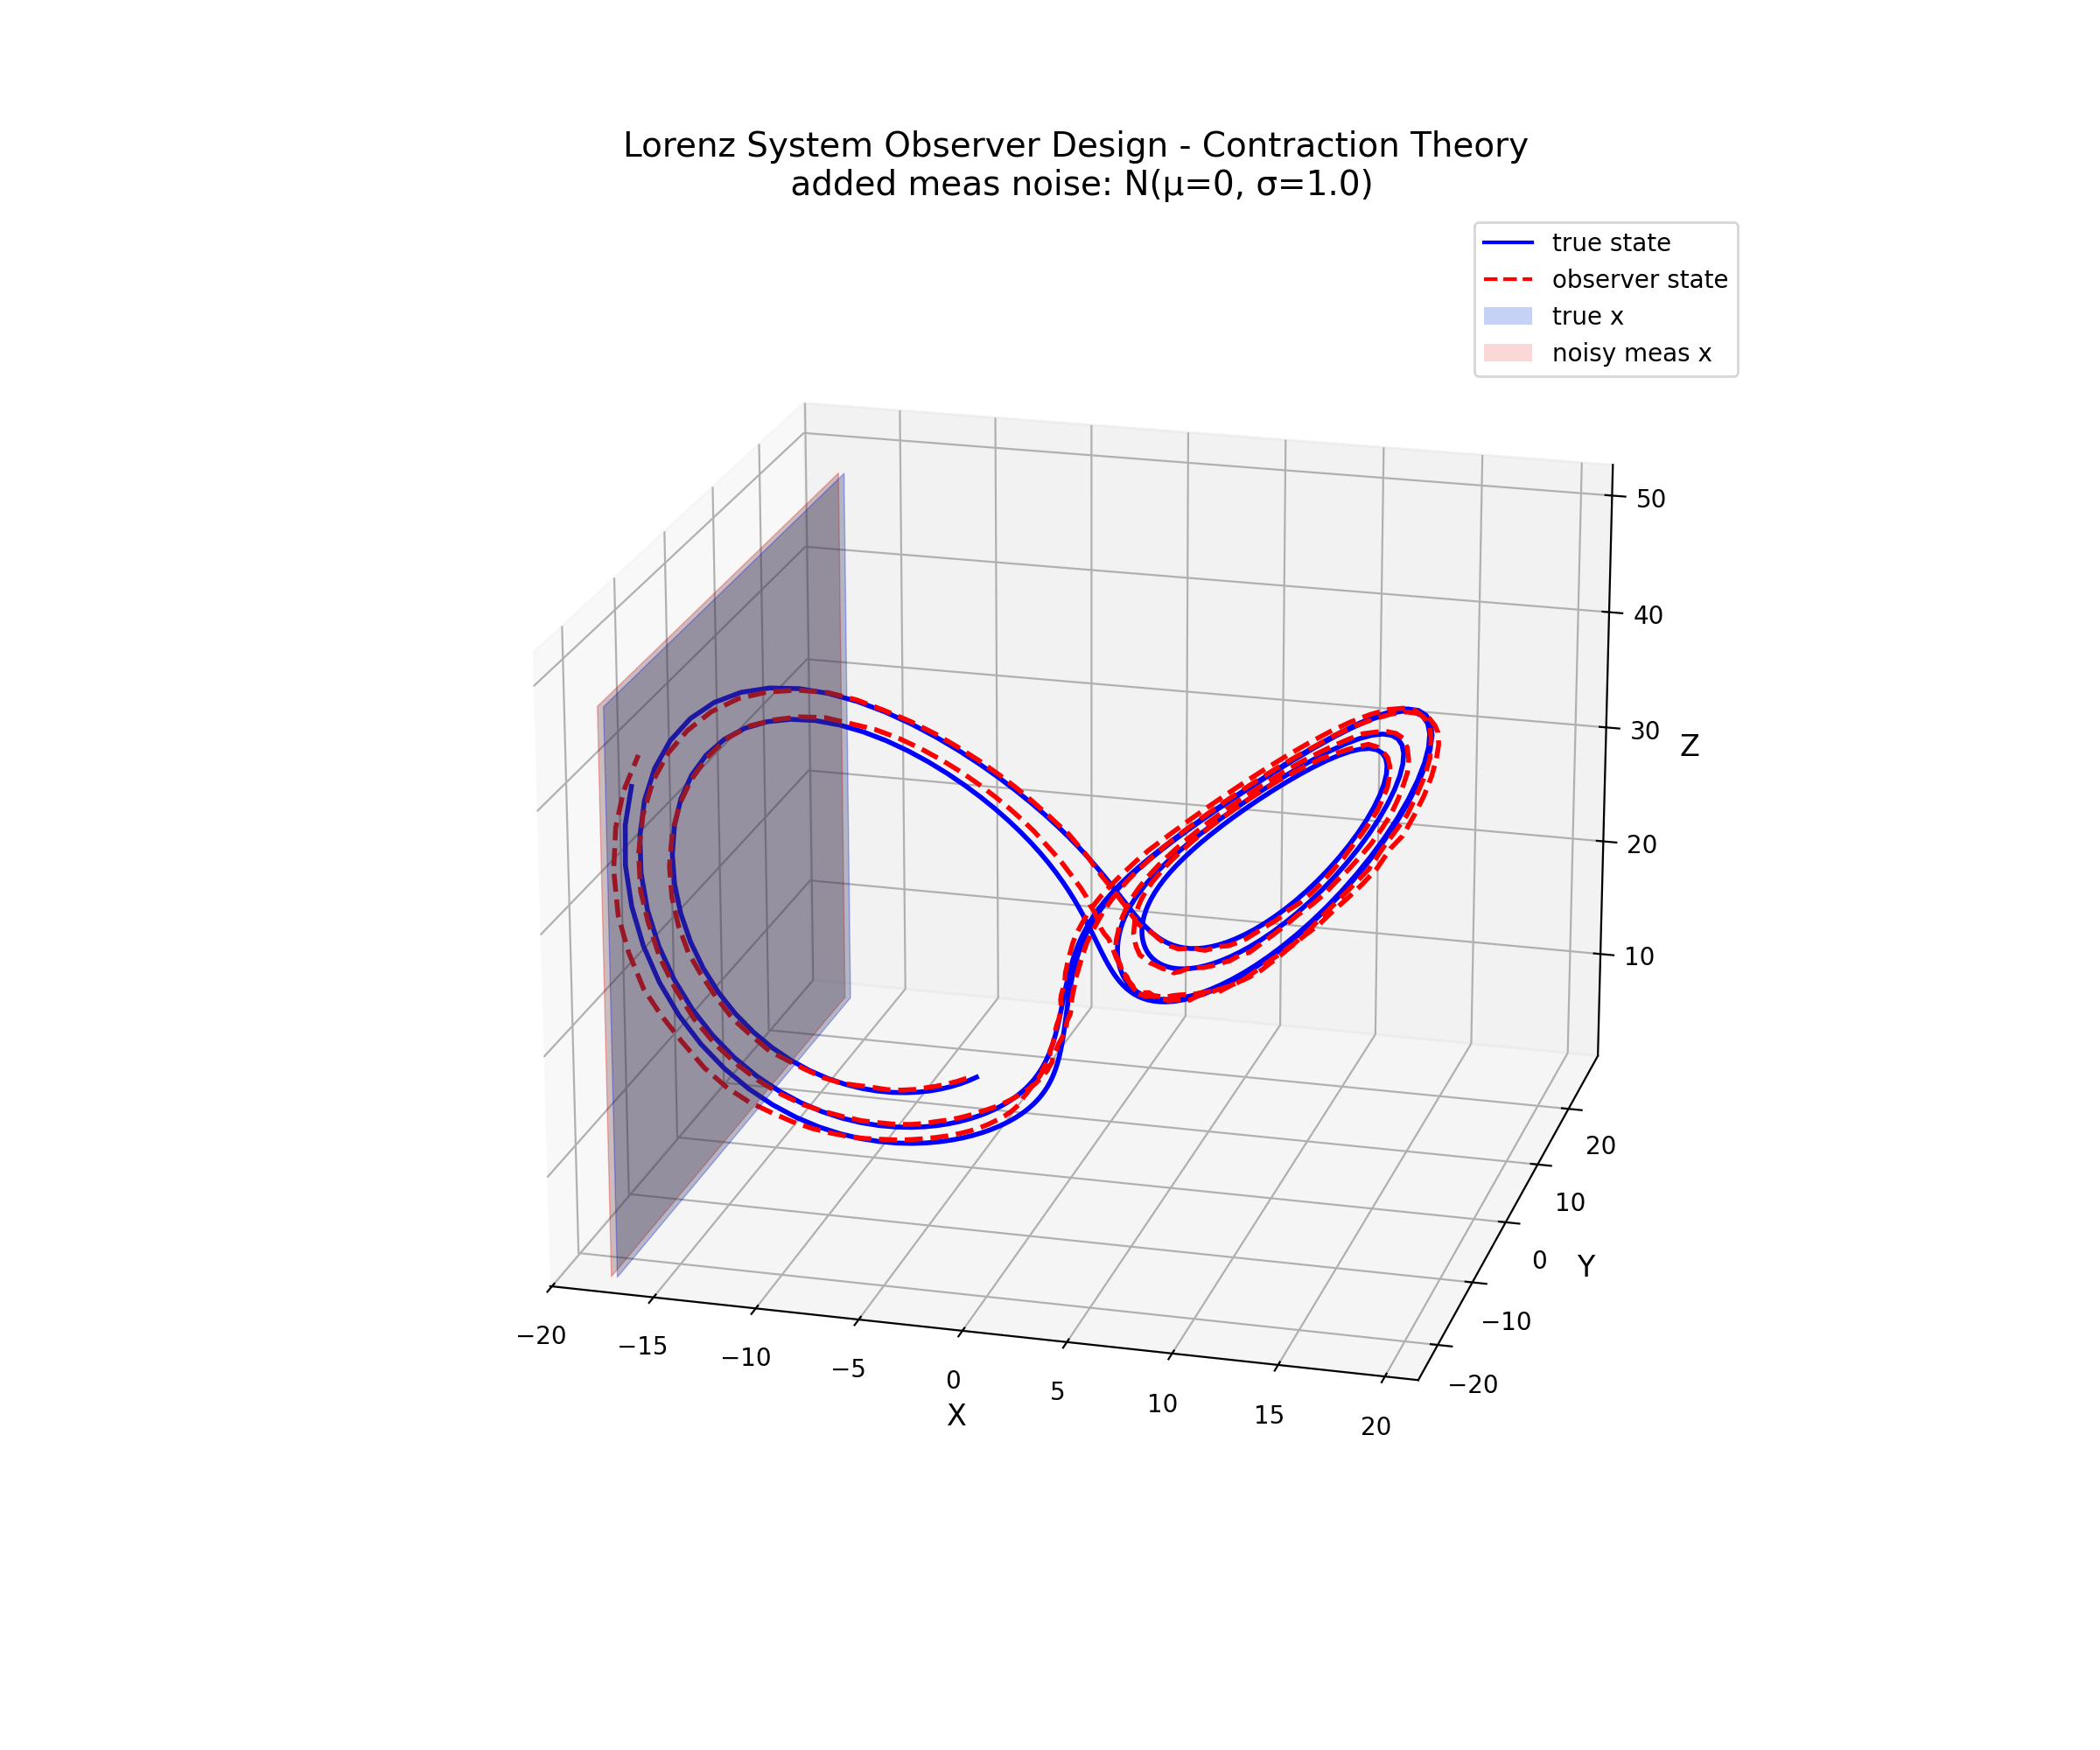 Lorenz System Observer Design - Contraction Theory
added meas noise: N(μ=0, σ=1.0)
true state
observer state
true x
noisy meas x
50
40
30
Z
20
10
20
10
0
Y
−10
−20
−20
−15
−10
−5
0
5
10
15
20
X